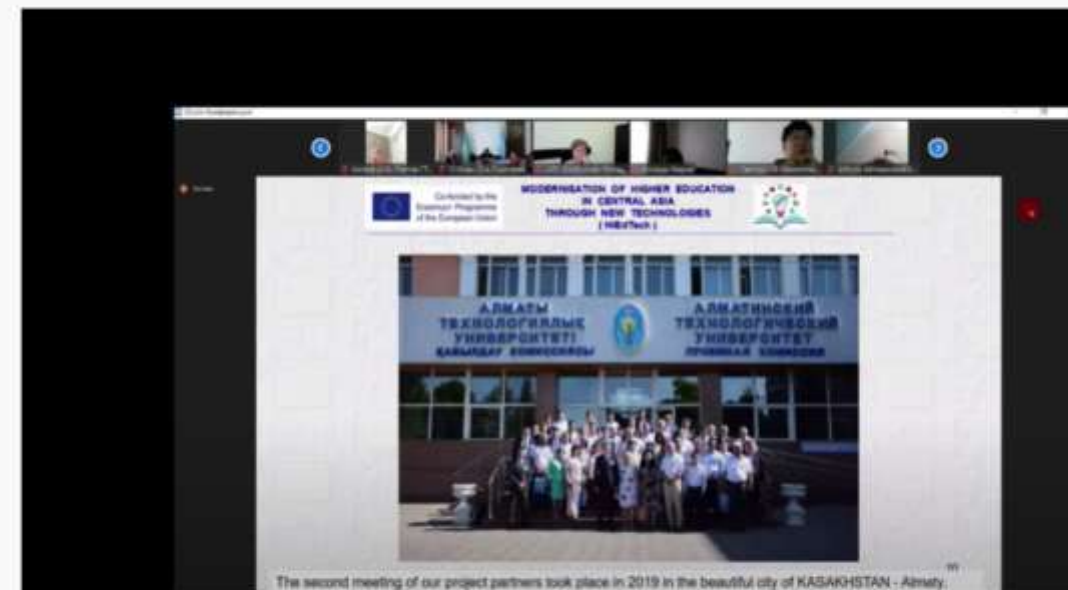 Co-funded by the
Erasmus+ Programme
of the European Union
MODERNISATION OF HIGHER EDUCATION
IN CENTRAL ASIA
THROUGH NEW TECHNOLOGIES
( HiEdTech )
АЛМАТЫ
ТЕХНОЛОГИЯЛЫҚ
УНИВЕРСИТЕТІ
ҚАБЫЛДАУ КОМИССИЯСЫ
АЛМАТИНСКИЙ
ТЕХНОЛОГИЧЕСКИЙ
УНИВЕРСИТЕТ
ПРИЕМНАЯ КОМИССИЯ
The second meeting of our project partners took place in 2019 in the beautiful city of KASAKHSTAN - Almaty.